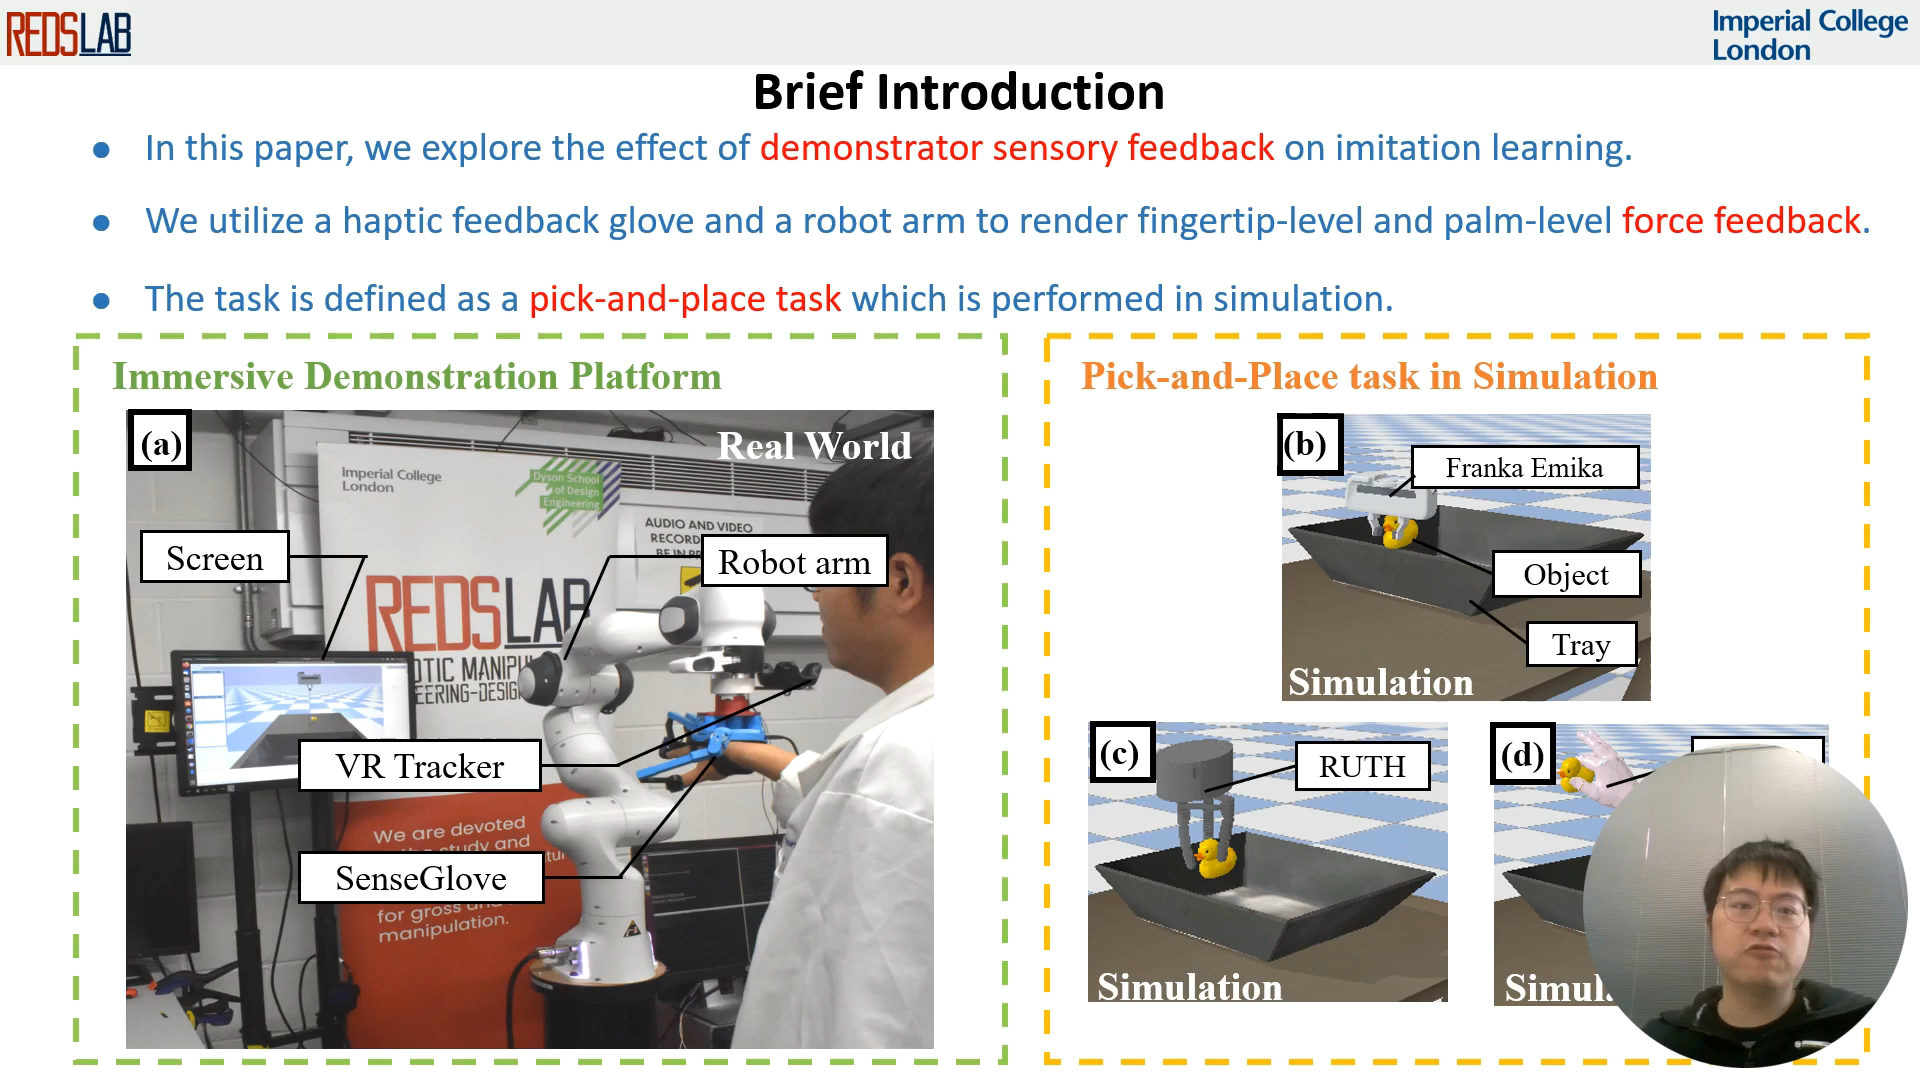 REDSLAB
Imperial College
London
Brief Introduction
● In this paper, we explore the effect of demonstrator sensory feedback on imitation learning.
● We utilize a haptic feedback glove and a robot arm to render fingertip-level and palm-level force feedback.
● The task is defined as a pick-and-place task which is performed in simulation.
Immersive Demonstration Platform
(a)
Real World
Imperial College
London
Dyson School
of Design
Engineering
AUDIO AND VIDEO
RECORD
BE IN PR
Screen
Robot arm
REDSLAB
OTIC MANIPU
EERING-DESIG
VR Tracker
SenseGlove
We are devoted
study and
for gross
manipulation.
Pick-and-Place task in Simulation
(b)
Franka Emika
Object
Tray
Simulation
(c)
RUTH
Simulation
(d)
Simul